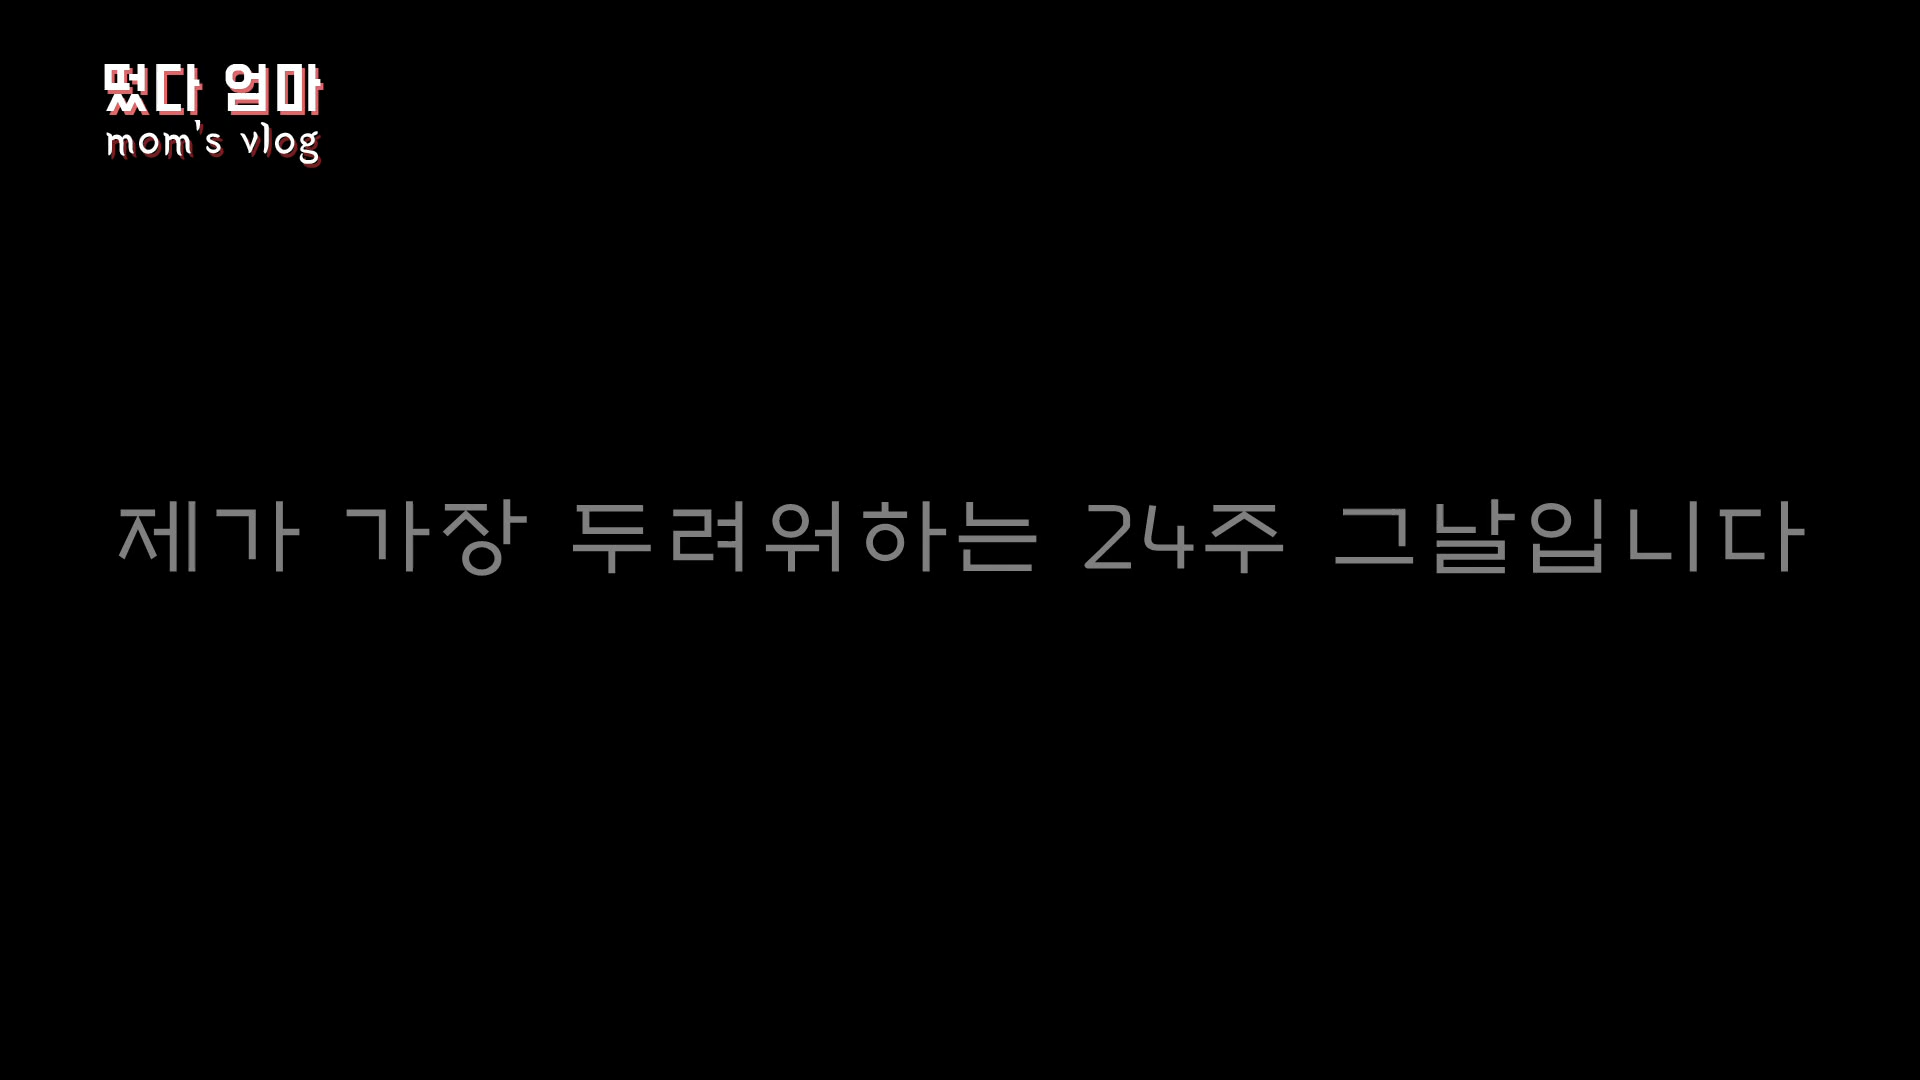 떴다 엄마
mom's vlog
제가 가장 두려워하는 24주 그날입니다